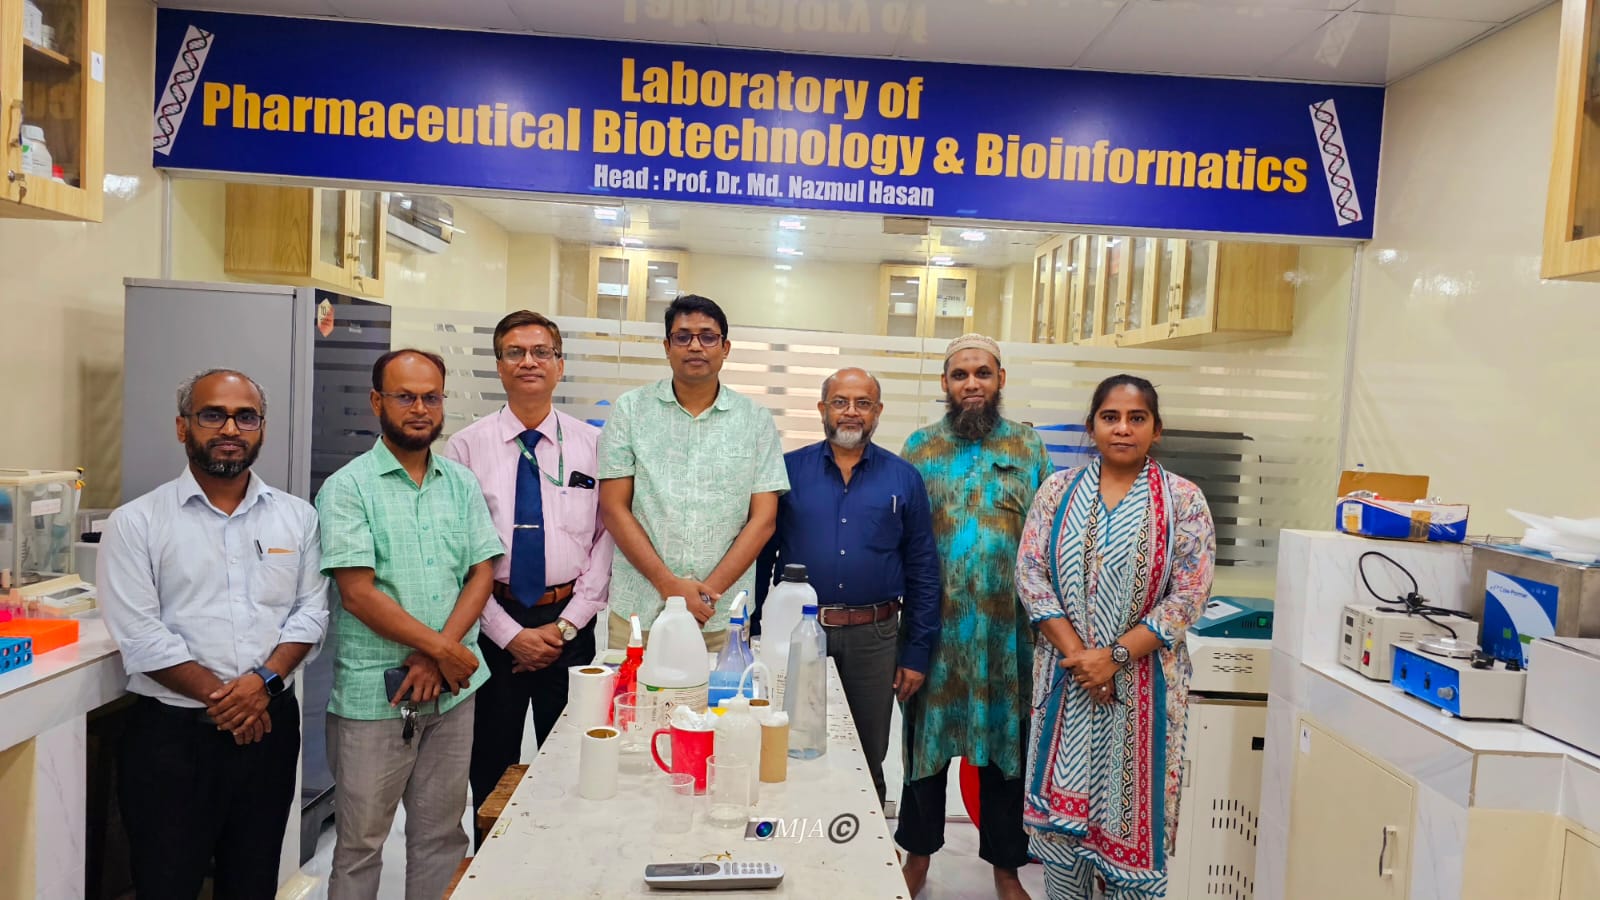 Laboratory of
Pharmaceutical Biotechnology & Bioinformatics
Head : Prof. Dr. Md. Nazmul Hasan
MJA ©